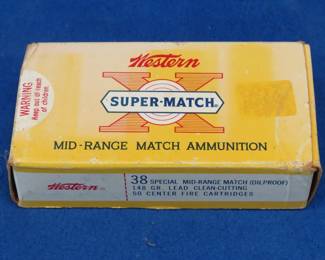 Western
X
SUPER-MATCH
WARNING
Keep out of reach
of children.
MID-RANGE MATCH AMMUNITION
Western
38 SPECIAL MID-RANGE MATCH (OILPROOF)
148 GR. LEAD CLEAN-CUTTING
50 CENTER FIRE CARTRIDGES